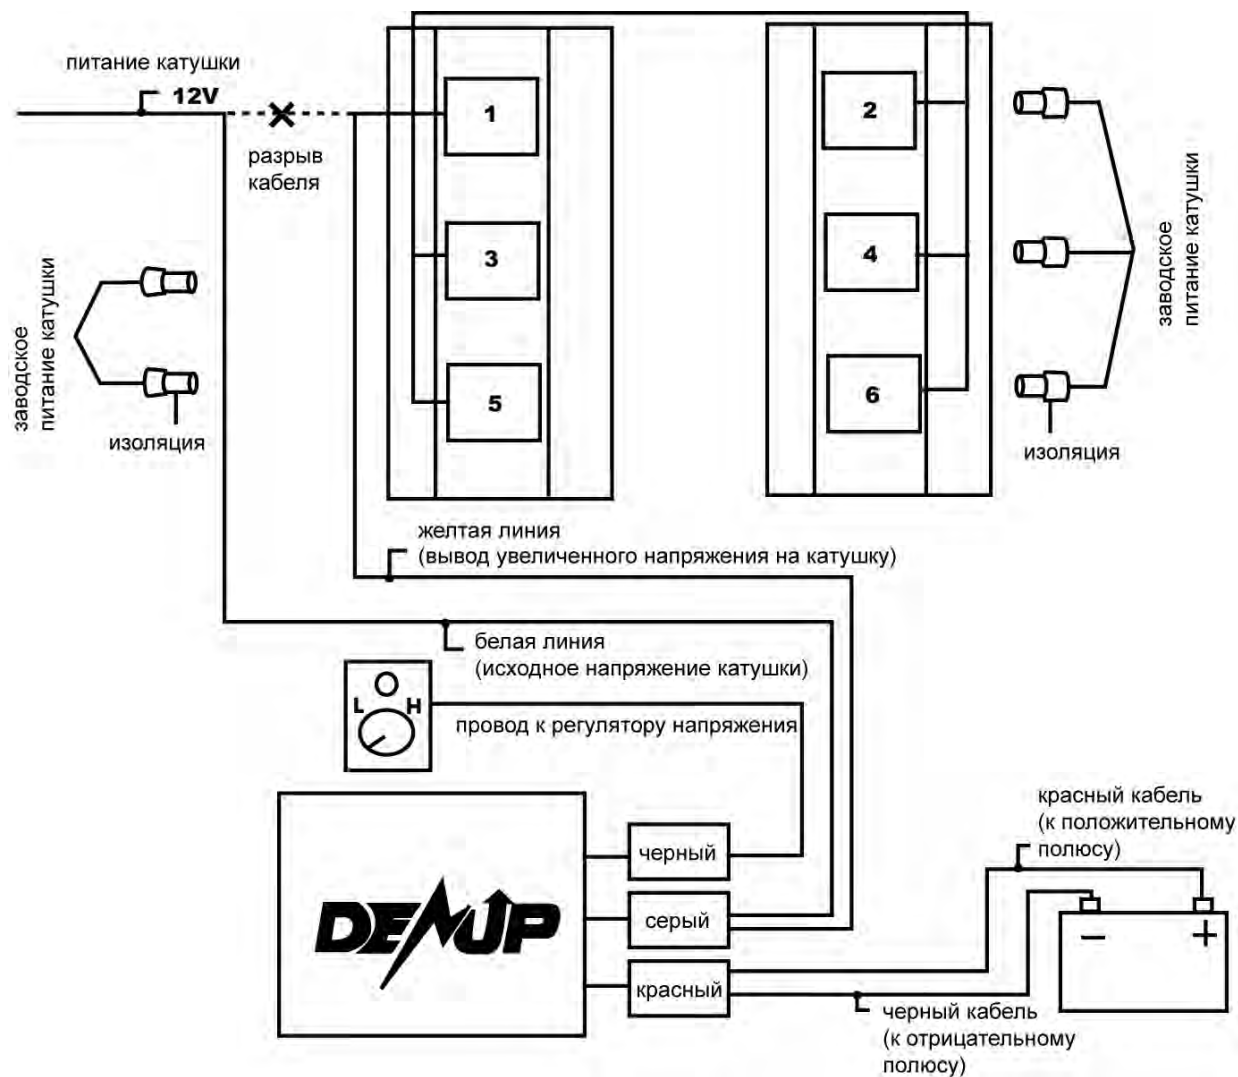 питание катушки
12V
разрыв
кабеля
1
3
5
2
4
6
заводское
питание катушки
изоляция
заводское
питание катушки
изоляция
желтая линия
(вывод увеличенного напряжения на катушку)
белая линия
(исходное напряжение катушки)
L H
провод к регулятору напряжения
черный
серый
красный
DENUP
красный кабель
(к положительному
полюсу)
− +
черный кабель
(к отрицательному
полюсу)